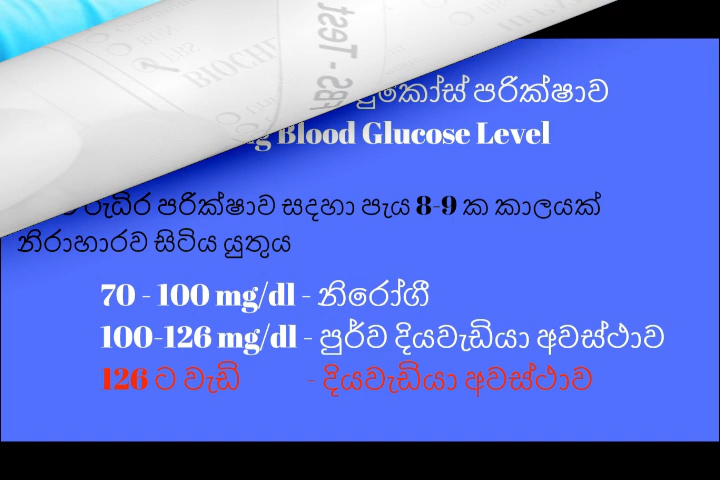 පරික්ෂාව
Blood Glucose Level
රුධිර පරික්ෂාව සදහා පැය 8-9 ක කාලයක්
නිරාහාරව සිටිය යුතුය
70 - 100 mg/dl - නිරෝගී
100-126 mg/dl - පුර්ව දියවැඩියා අවස්ථාව
126 ට වැඩි - දියවැඩියා අවස්ථාව